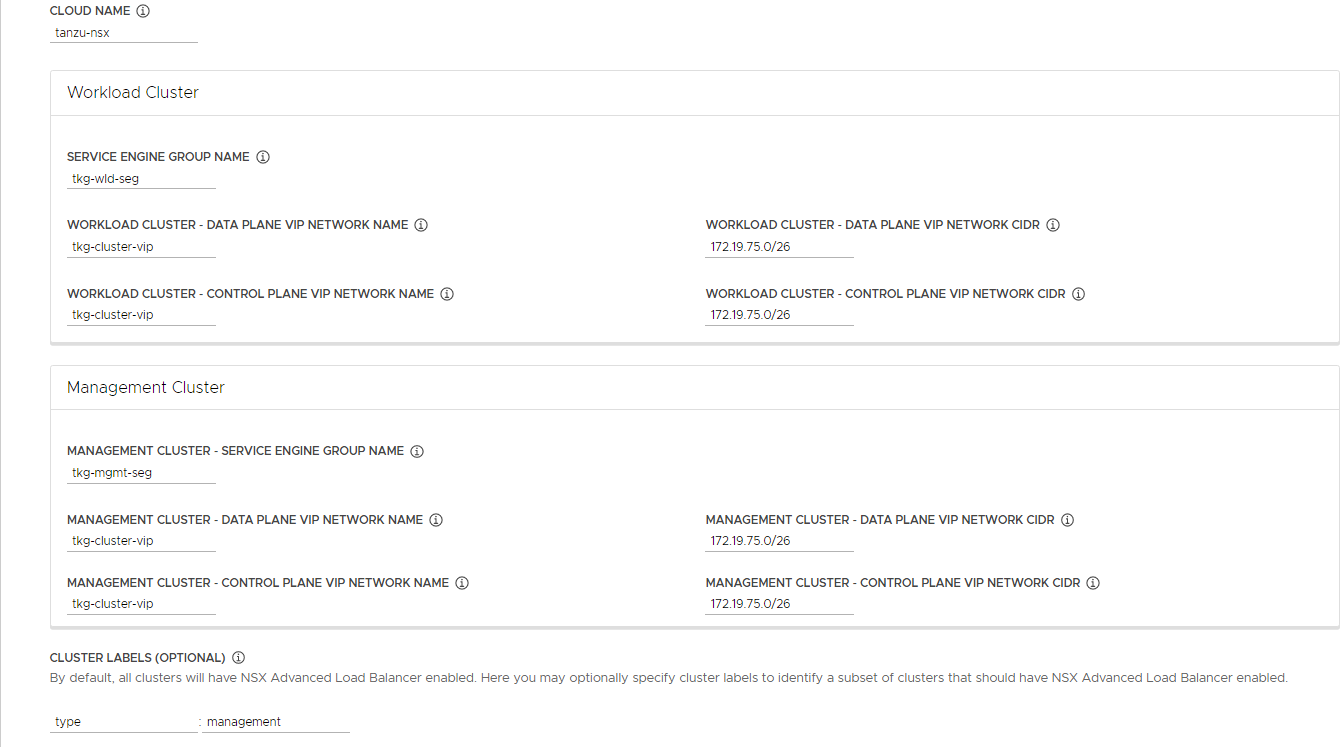 CLOUD NAME
tanzu-nsx
Workload Cluster
SERVICE ENGINE GROUP NAME
tkg-wld-seg
WORKLOAD CLUSTER - DATA PLANE VIP NETWORK NAME
WORKLOAD CLUSTER - DATA PLANE VIP NETWORK CIDR
tkg-cluster-vip
172.19.75.0/26
WORKLOAD CLUSTER - CONTROL PLANE VIP NETWORK NAME
WORKLOAD CLUSTER - CONTROL PLANE VIP NETWORK CIDR
tkg-cluster-vip
172.19.75.0/26
Management Cluster
MANAGEMENT CLUSTER - SERVICE ENGINE GROUP NAME
tkg-mgmt-seg
MANAGEMENT CLUSTER - DATA PLANE VIP NETWORK NAME
MANAGEMENT CLUSTER - DATA PLANE VIP NETWORK CIDR
tkg-cluster-vip
172.19.75.0/26
MANAGEMENT CLUSTER - CONTROL PLANE VIP NETWORK NAME
MANAGEMENT CLUSTER - CONTROL PLANE VIP NETWORK CIDR
tkg-cluster-vip
172.19.75.0/26
CLUSTER LABELS (OPTIONAL)
By default, all clusters will have NSX Advanced Load Balancer enabled. Here you may optionally specify cluster labels to identify a subset of clusters that should have NSX Advanced Load Balancer enabled.
type : management